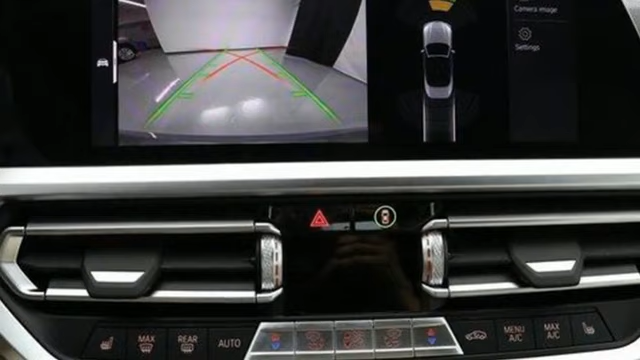 Camera image
Settings
MAX
REAR
AUTO
MENU
A/C
MAX
A/C